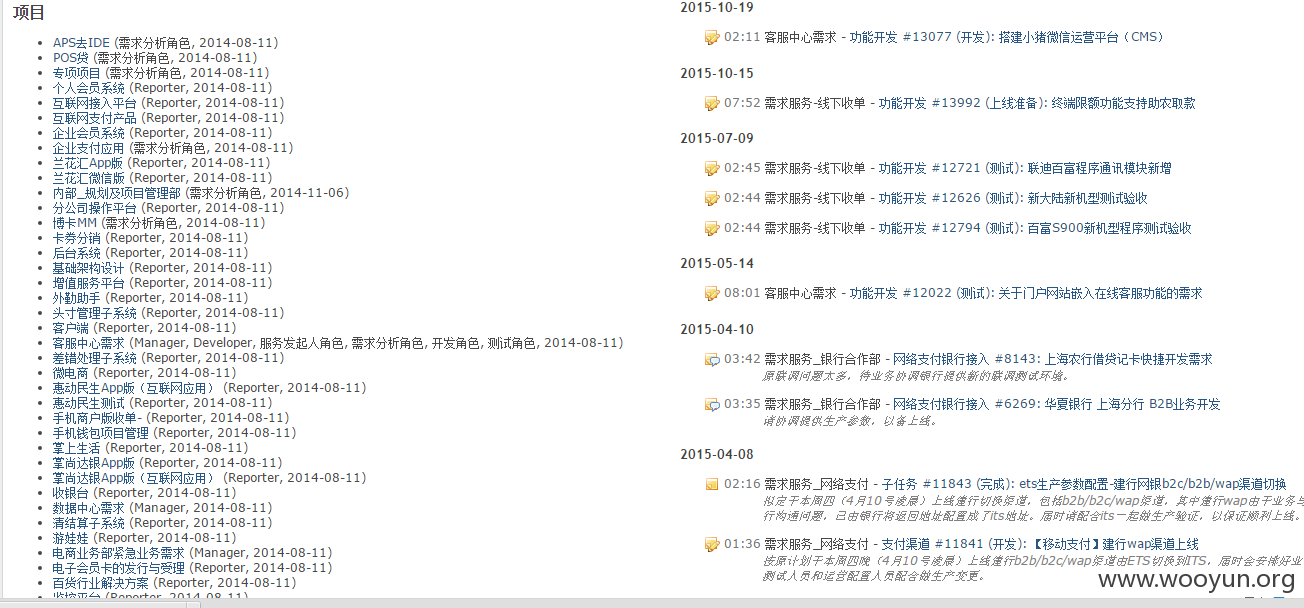 项目
APS去IDE (需求分析角色, 2014-08-11)
POS贷 (需求分析角色, 2014-08-11)
专项项目 (需求分析角色, 2014-08-11)
个人会员系统 (Reporter, 2014-08-11)
互联网接入平台 (Reporter, 2014-08-11)
互联网支付产品 (Reporter, 2014-08-11)
企业会员系统 (Reporter, 2014-08-11)
企业支付应用 (需求分析角色, 2014-08-11)
兰花汇App版 (Reporter, 2014-08-11)
兰花汇微信版 (Reporter, 2014-08-11)
内部_规划及项目管理部 (需求分析角色, 2014-11-06)
分公司操作平台 (Reporter, 2014-08-11)
博卡MM (需求分析角色, 2014-08-11)
卡券分销 (Reporter, 2014-08-11)
后台系统 (Reporter, 2014-08-11)
基础架构设计 (Reporter, 2014-08-11)
增值服务平台 (Reporter, 2014-08-11)
外勤助手 (Reporter, 2014-08-11)
头寸管理子系统 (Reporter, 2014-08-11)
客户端 (Reporter, 2014-08-11)
客服中心需求 (Manager, Developer, 服务发起人角色, 需求分析角色, 开发角色, 测试角色, 2014-08-11)
差错处理子系统 (Reporter, 2014-08-11)
微电商 (Reporter, 2014-08-11)
惠动民生App版（互联网应用） (Reporter, 2014-08-11)
惠动民生测试 (Reporter, 2014-08-11)
手机商户版收单- (Reporter, 2014-08-11)
手机钱包项目管理 (Reporter, 2014-08-11)
掌上生活 (Reporter, 2014-08-11)
掌尚达银App版 (Reporter, 2014-08-11)
掌尚达银App版（互联网应用） (Reporter, 2014-08-11)
收银台 (Reporter, 2014-08-11)
数据中心需求 (Manager, 2014-08-11)
清结算子系统 (Reporter, 2014-08-11)
游娃娃 (Reporter, 2014-08-11)
电商业务部紧急业务需求 (Manager, 2014-08-11)
电子会员卡的发行与受理 (Reporter, 2014-08-11)
百货行业解决方案 (Reporter, 2014-08-11)
监控平台 (Reporter, 2014-08-11)
2015-10-19
02:11 客服中心需求 - 功能开发 #13077 (开发): 搭建小猪微信运营平台（CMS）
2015-10-15
07:52 需求服务-线下收单 - 功能开发 #13992 (上线准备): 终端限额功能支持助农取款
2015-07-09
02:45 需求服务-线下收单 - 功能开发 #12721 (测试): 联迪百富程序通讯模块新增
02:44 需求服务-线下收单 - 功能开发 #12626 (测试): 新大陆新机型测试验收
02:44 需求服务-线下收单 - 功能开发 #12794 (测试): 百富S900新机型程序测试验收
2015-05-14
08:01 客服中心需求 - 功能开发 #12022 (测试): 关于门户网站嵌入在线客服功能的需求
2015-04-10
03:42 需求服务_银行合作部 - 网络支付银行接入 #8143: 上海农行借贷记卡快捷开发需求
原联调问题太多，待业务协调银行提供新的联调测试环境。
03:35 需求服务_银行合作部 - 网络支付银行接入 #6269: 华夏银行 上海分行 B2B业务开发
请协调提供生产参数，以备上线。
2015-04-08
02:16 需求服务_网络支付 - 子任务 #11843 (完成): ets生产参数配置-建行网银b2c/b2b/wap渠道切换
拟定于本周四（4月10号凌晨）上线建行切换渠道，包括b2b/b2c/wap渠道，其中建行wap由于业务与
行沟通问题，已由银行将返回地址配置成了its地址。届时请配合its一起做生产验证，以保证顺利上线。
01:36 需求服务_网络支付 - 支付渠道 #11841 (开发): 【移动支付】建行wap渠道上线
按原计划于本周四晚（4月10号凌晨）上线建行b2b/b2c/wap渠道由ETS切换到ITS，届时会安排好业
测试人员和运营配置人员配合做生产变更。
www.wooyun.org